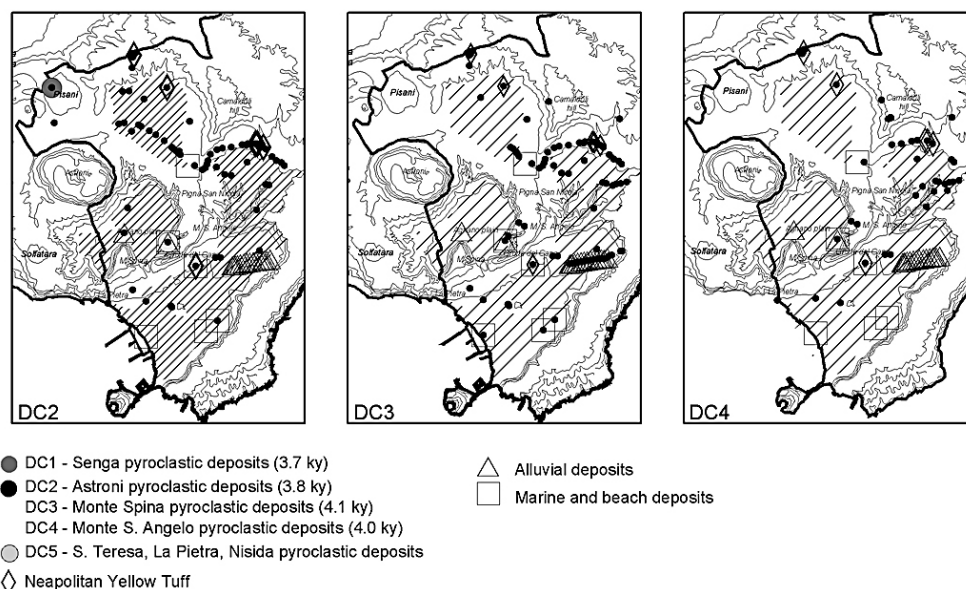 Pisani
Camaldoli hill
Astroni
Pigna San Nicola
M. S. Angelo
Agnano plain
Solfatara
M.Spina
La Pietra
DC2
Pisani
Camaldoli hill
Astroni
Pigna San Nicola
M. S. Angelo
Agnano plain
Solfatara
M.Spina
La Pietra
DC3
Pisani
Camaldoli hill
Astroni
Pigna San Nicola
M. S. Angelo
Agnano plain
Solfatara
M.Spina
La Pietra
DC4
DC1 - Senga pyroclastic deposits (3.7 ky)
DC2 - Astroni pyroclastic deposits (3.8 ky)
DC3 - Monte Spina pyroclastic deposits (4.1 ky)
DC4 - Monte S. Angelo pyroclastic deposits (4.0 ky)
DC5 - S. Teresa, La Pietra, Nisida pyroclastic deposits
Neapolitan Yellow Tuff
Alluvial deposits
Marine and beach deposits